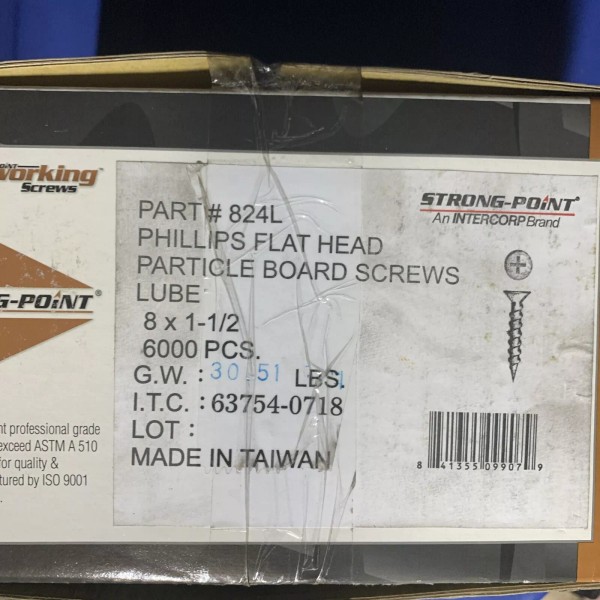 Working
Screws
STRONG-POINT®
An INTERCORP Brand
PART # 824L
PHILLIPS FLAT HEAD
PARTICLE BOARD SCREWS
LUBE
8 x 1-1/2
6000 PCS.
G.W. : 30 51 LBS.
I.T.C. : 63754-0718
LOT :
MADE IN TAIWAN
G-POINT®
nt professional grade
exceed ASTM A 510
for quality &
tured by ISO 9001
8 41355 09907 9